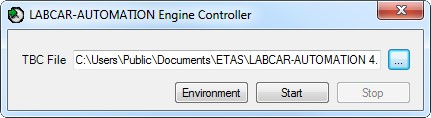 LABCAR-AUTOMATION Engine Controller
TBC File C:\Users\Public\Documents\ETAS\LABCAR-AUTOMATION 4. ...
Environment Start Stop